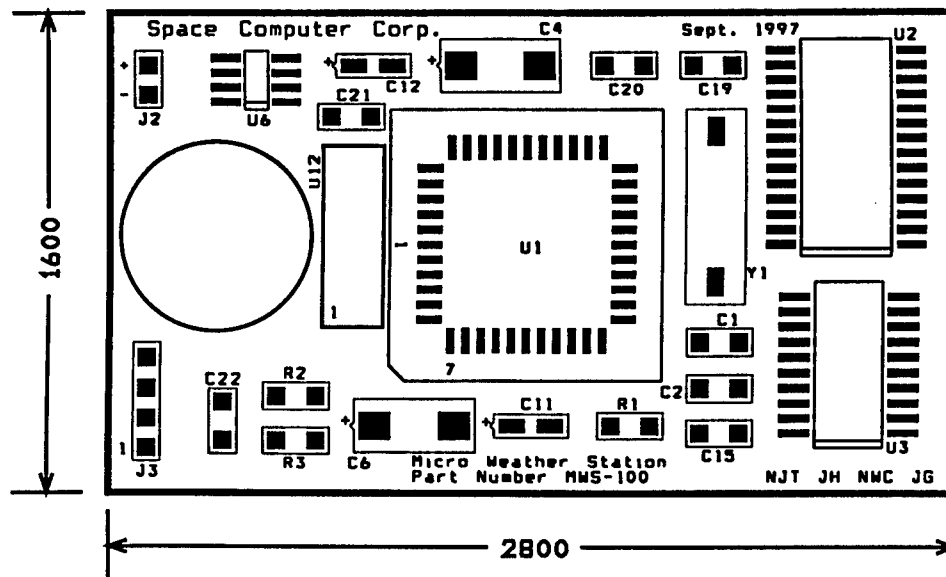 Space Computer Corp.
C4
Sept. 1997
U2
+
-
J2
U6
+
C12
+
C20
C19
C21
U12
1
1
U1
7
Y1
1600
C1
C2
C15
U3
R2
C22
R3
1
J3
+
C6
+
C11
R1
Micro Weather Station
Part Number MWS-100
NJT JH NWC JG
2800